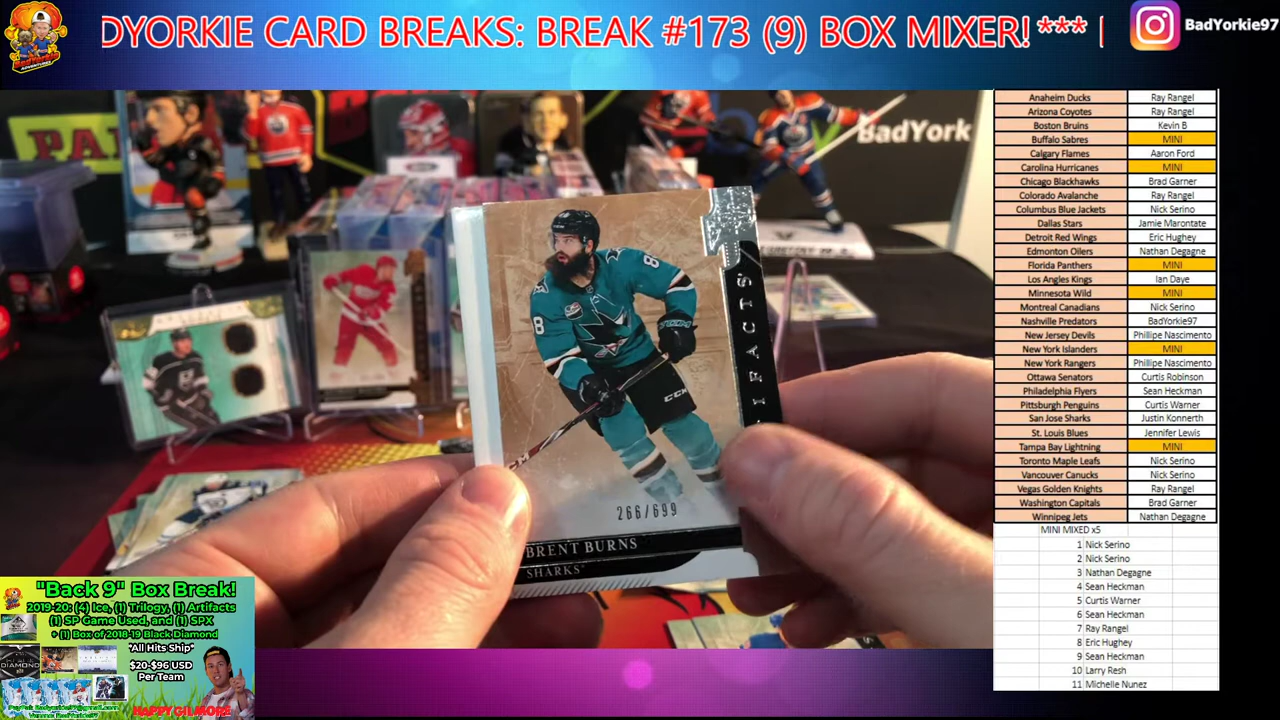 DYORKIE CARD BREAKS: BREAK #173 (9) BOX MIXER! ***
BadYorkie97
BadYork
Anaheim Ducks Ray Rangel
Arizona Coyotes Ray Rangel
Boston Bruins Kevin B
Buffalo Sabres MINI
Calgary Flames Aaron Ford
Carolina Hurricanes MINI
Chicago Blackhawks Brad Garner
Colorado Avalanche Ray Rangel
Columbus Blue Jackets Nick Serino
Dallas Stars Jamie Marontate
Detroit Red Wings Eric Hughey
Edmonton Oilers Nathan Degagne
Florida Panthers MINI
Los Angeles Kings Ian Daye
Minnesota Wild MINI
Montreal Canadians Nick Serino
Nashville Predators BadYorkie97
New Jersey Devils Phillipe Nascimento
New York Islanders MINI
New York Rangers Phillipe Nascimento
Ottawa Senators Curtis Robinson
Philadelphia Flyers Sean Heckman
Pittsburgh Penguins Curtis Warner
San Jose Sharks Justin Konnerth
St. Louis Blues Jennifer Lewis
Tampa Bay Lightning MINI
Toronto Maple Leafs Nick Serino
Vancouver Canucks Nick Serino
Vegas Golden Knights Ray Rangel
Washington Capitals Brad Garner
Winnipeg Jets Nathan Degagne
MINI MIXED x5
1 Nick Serino
2 Nick Serino
3 Nathan Degagne
4 Sean Heckman
5 Curtis Warner
6 Sean Heckman
7 Ray Rangel
8 Eric Hughey
9 Sean Heckman
10 Larry Resh
11 Michelle Nunez
8
8
CCM
IFACTS
266/699
BRENT BURNS
SHARKS
"Back 9" Box Break!
2019-20: (4) Ice, (1) Trilogy, (1) Artifacts
(1) SP Game Used, and (1) SPX
+ (1) Box of 2018-19 Black Diamond
*All Hits Ship*
$20-$96 USD
Per Team
DIAMOND
HAPPY GILMORE